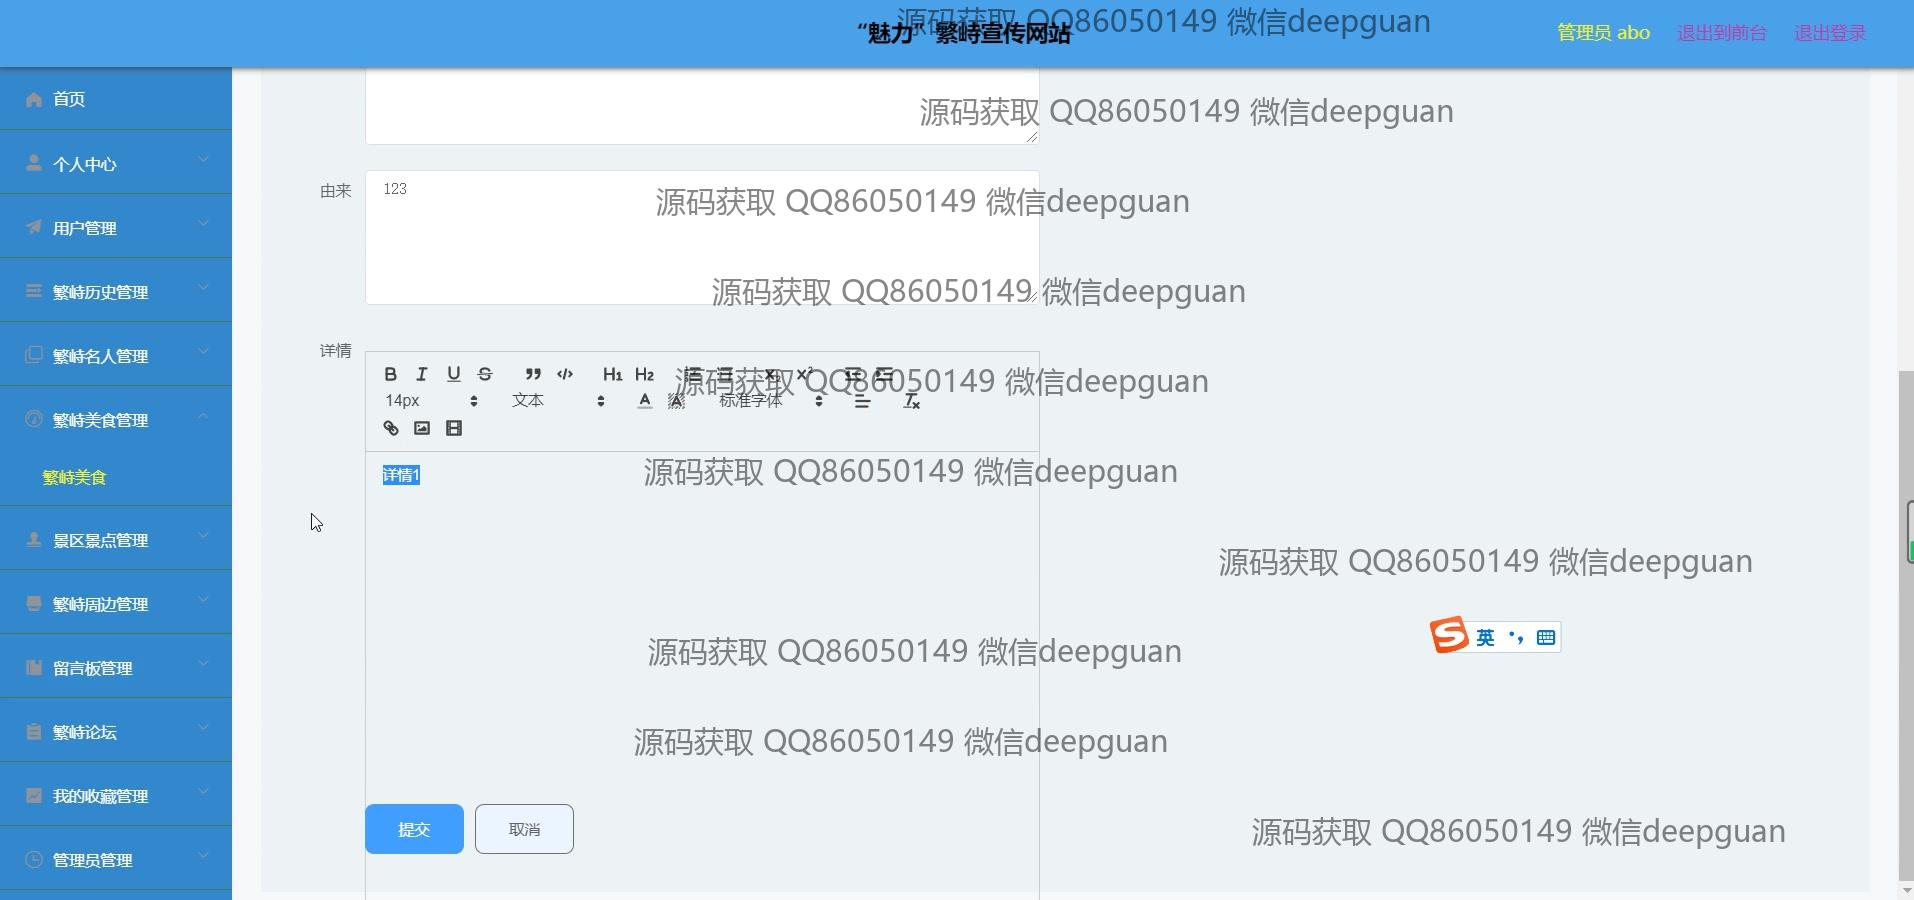 “魅力”繁峙宣传网站
管理员 abo
退出到前台
退出登录
源码获取 QQ86050149 微信deepguan
首页
个人中心
用户管理
繁峙历史管理
繁峙名人管理
繁峙美食管理
繁峙美食
景区景点管理
繁峙周边管理
留言板管理
繁峙论坛
我的收藏管理
管理员管理
源码获取 QQ86050149 微信deepguan
由来
123
源码获取 QQ86050149 微信deepguan
源码获取 QQ86050149 微信deepguan
详情
B I U S H1 H2 X₂ X²
源码获取 QQ86050149 微信deepguan
14px 文本 A A 标准字体 Tx
详情1
源码获取 QQ86050149 微信deepguan
源码获取 QQ86050149 微信deepguan
英
源码获取 QQ86050149 微信deepguan
源码获取 QQ86050149 微信deepguan
提交
取消
源码获取 QQ86050149 微信deepguan